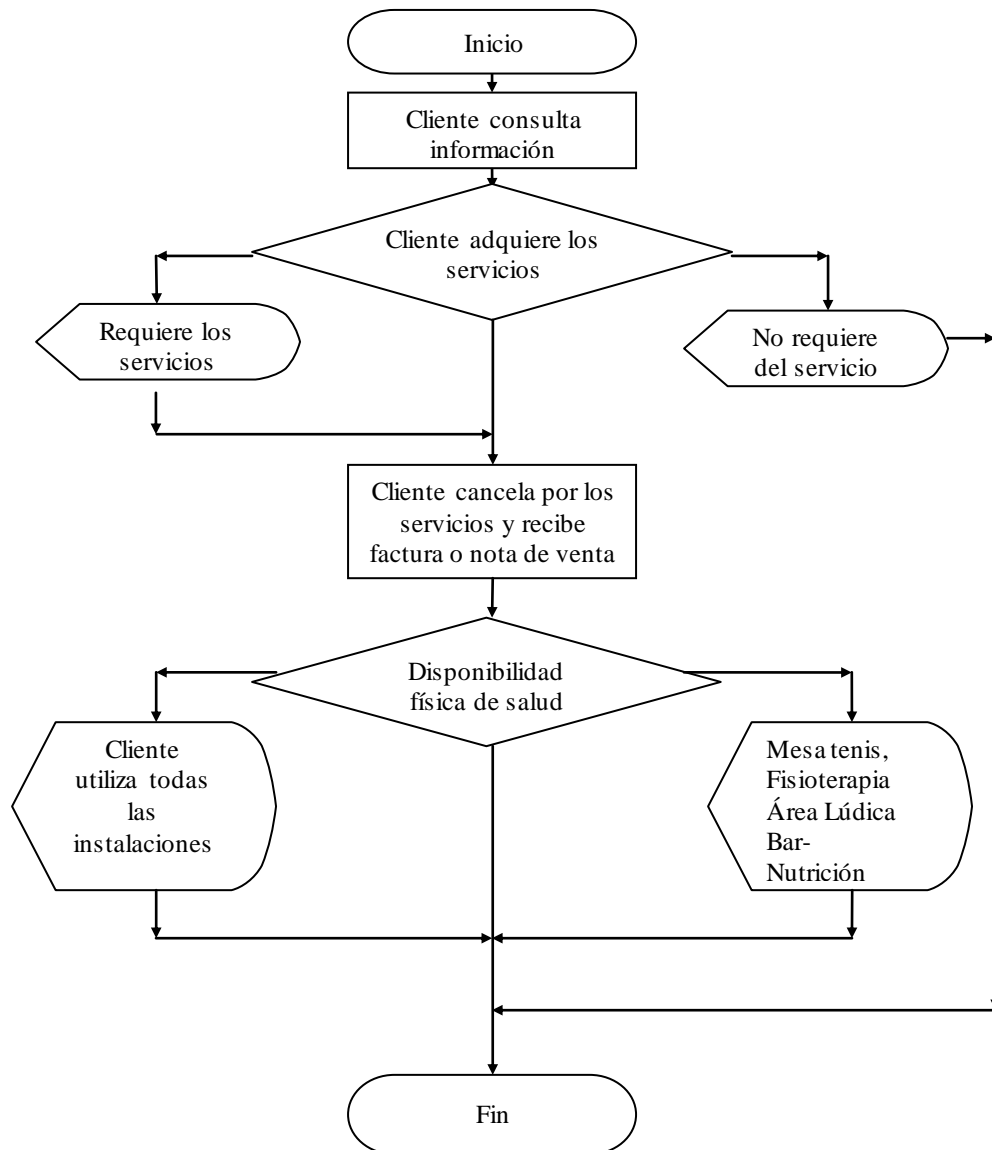 Inicio
Cliente consulta
información
Cliente adquiere los
servicios
Requiere los
servicios
No requiere
del servicio
Cliente cancela por los
servicios y recibe
factura o nota de venta
Disponibilidad
física de salud
Cliente
utiliza todas
las
instalaciones
Mesa tenis,
Fisioterapia
Área Lúdica
Bar-
Nutrición
Fin